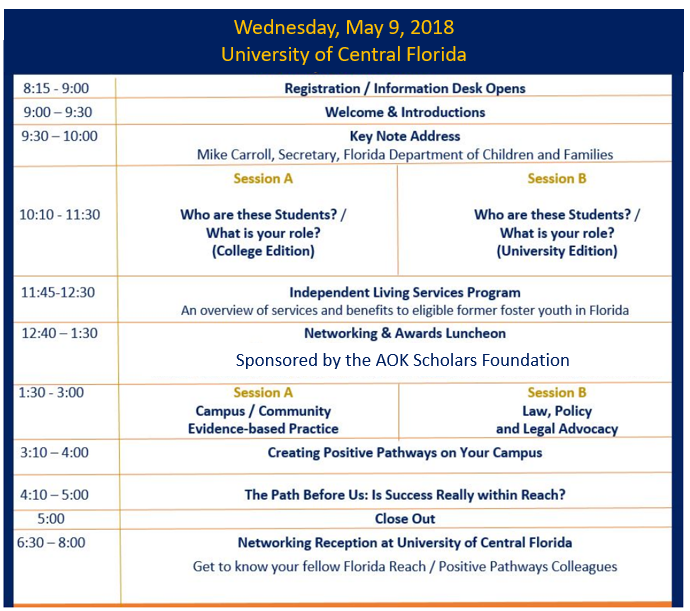 Wednesday, May 9, 2018
University of Central Florida
8:15 - 9:00 Registration / Information Desk Opens
9:00 – 9:30 Welcome & Introductions
9:30 – 10:00 Key Note Address
Mike Carroll, Secretary, Florida Department of Children and Families
10:10 - 11:30
Session A
Who are these Students? /
What is your role?
(College Edition)
Session B
Who are these Students? /
What is your role?
(University Edition)
11:45-12:30 Independent Living Services Program
An overview of services and benefits to eligible former foster youth in Florida
12:40 – 1:30 Networking & Awards Luncheon
Sponsored by the AOK Scholars Foundation
1:30 - 3:00
Session A
Campus / Community
Evidence-based Practice
Session B
Law, Policy
and Legal Advocacy
3:10 – 4:00 Creating Positive Pathways on Your Campus
4:10 – 5:00 The Path Before Us: Is Success Really within Reach?
5:00 Close Out
6:30 – 8:00 Networking Reception at University of Central Florida
Get to know your fellow Florida Reach / Positive Pathways Colleagues